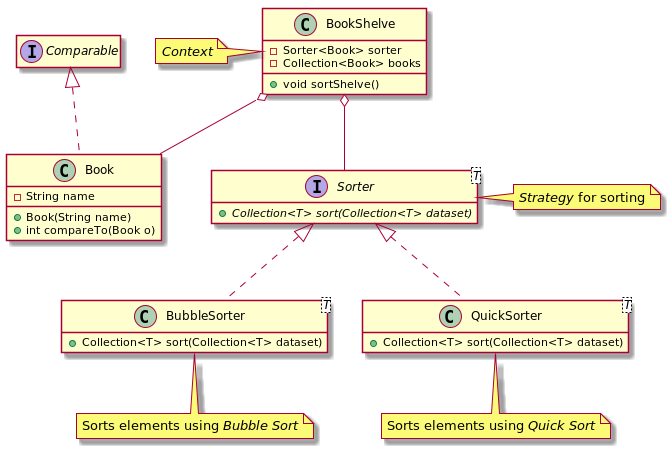 BookShelve
Sorter<Book> sorter
Collection<Book> books
void sortShelve()
Context
Comparable
Book
String name
Book(String name)
int compareTo(Book o)
Sorter
T
Collection<T> sort(Collection<T> dataset)
Strategy for sorting
BubbleSorter
T
Collection<T> sort(Collection<T> dataset)
QuickSorter
T
Collection<T> sort(Collection<T> dataset)
Sorts elements using Bubble Sort
Sorts elements using Quick Sort